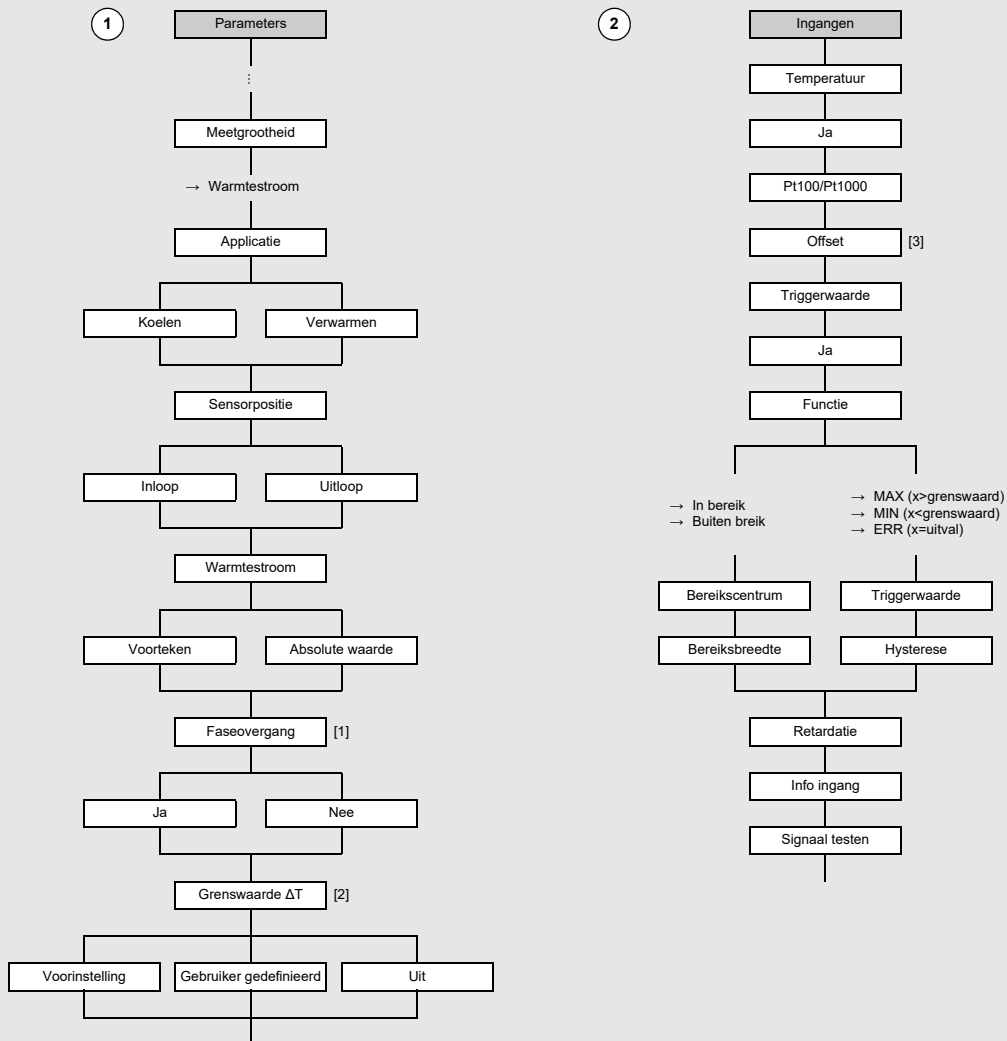 1
Parameters
⋮
Meetgrootheid
→ Warmtestroom
Applicatie
Koelen
Verwarmen
Sensorpositie
Inloop
Uitloop
Warmtestroom
Voorteken
Absolute waarde
Faseovergang [1]
Ja
Nee
Grenswaarde ΔT [2]
Voorinstelling
Gebruiker gedefinieerd
Uit
2
Ingangen
Temperatuur
Ja
Pt100/Pt1000
Offset [3]
Triggerwaarde
Ja
Functie
→ In bereik
→ Buiten breik
→ MAX (x>grenswaard)
→ MIN (x<grenswaard)
→ ERR (x=uitval)
Bereikscentrum
Triggerwaarde
Bereiksbreedte
Hysterese
Retardatie
Info ingang
Signaal testen